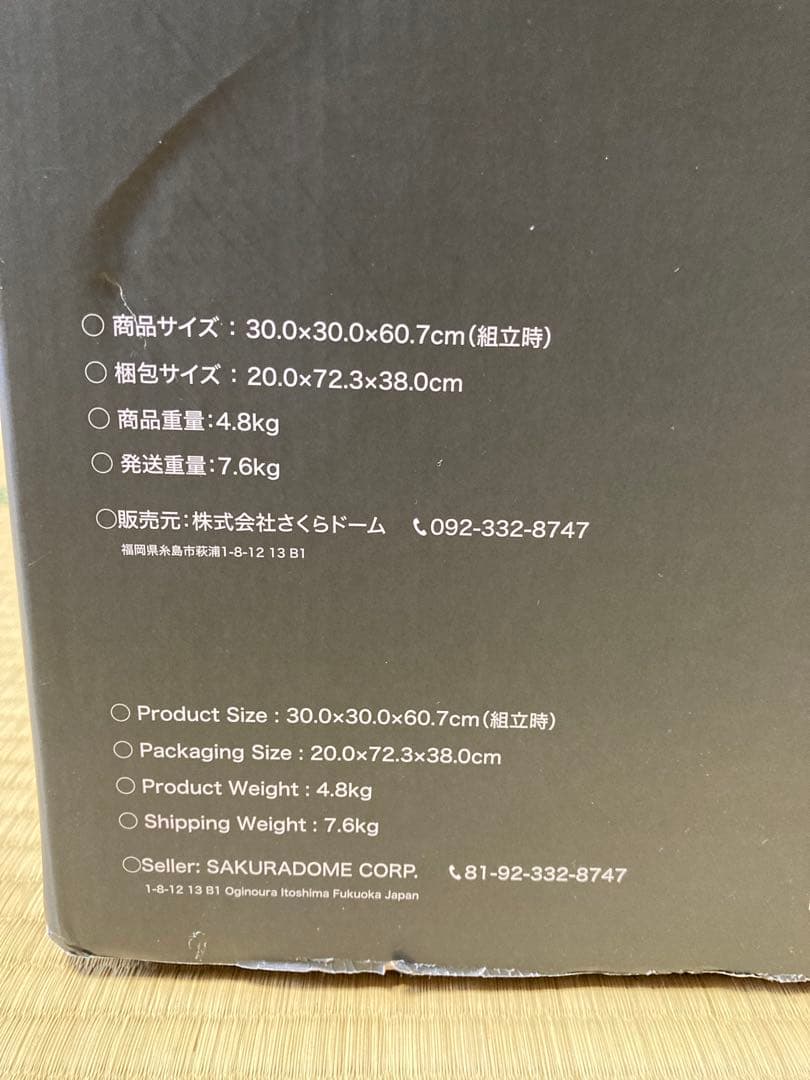 ○ 商品サイズ : 30.0×30.0×60.7cm(組立時)
○ 梱包サイズ : 20.0×72.3×38.0cm
○ 商品重量:4.8kg
○ 発送重量:7.6kg
○販売元:株式会社さくらドーム 092-332-8747
福岡県糸島市荻浦1-8-12 13 B1
○ Product Size : 30.0×30.0×60.7cm(組立時)
○ Packaging Size : 20.0×72.3×38.0cm
○ Product Weight : 4.8kg
○ Shipping Weight : 7.6kg
○Seller: SAKURADOME CORP. 81-92-332-8747
1-8-12 13 B1 Oginoura Itoshima Fukuoka Japan